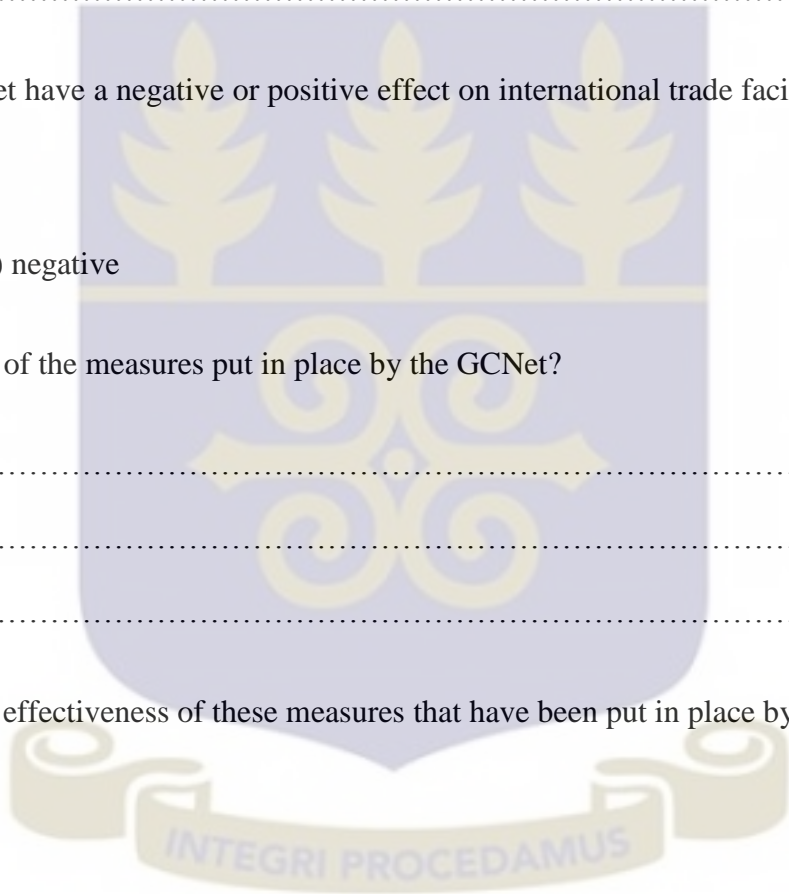 et have a negative or positive effect on international trade faci
) negative
of the measures put in place by the GCNet?
effectiveness of these measures that have been put in place by
INTEGRI PROCEDAMUS